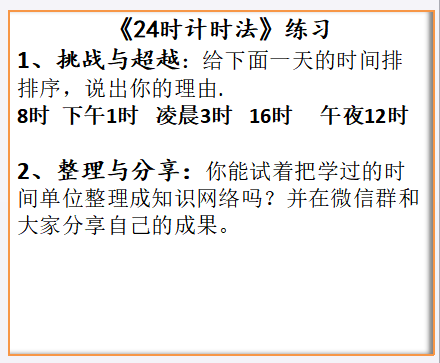 《24时计时法》练习
1、挑战与超越：给下面一天的时间排
排序，说出你的理由.
8时 下午1时 凌晨3时 16时 午夜12时
2、整理与分享：你能试着把学过的时
间单位整理成知识网络吗？并在微信群和
大家分享自己的成果。